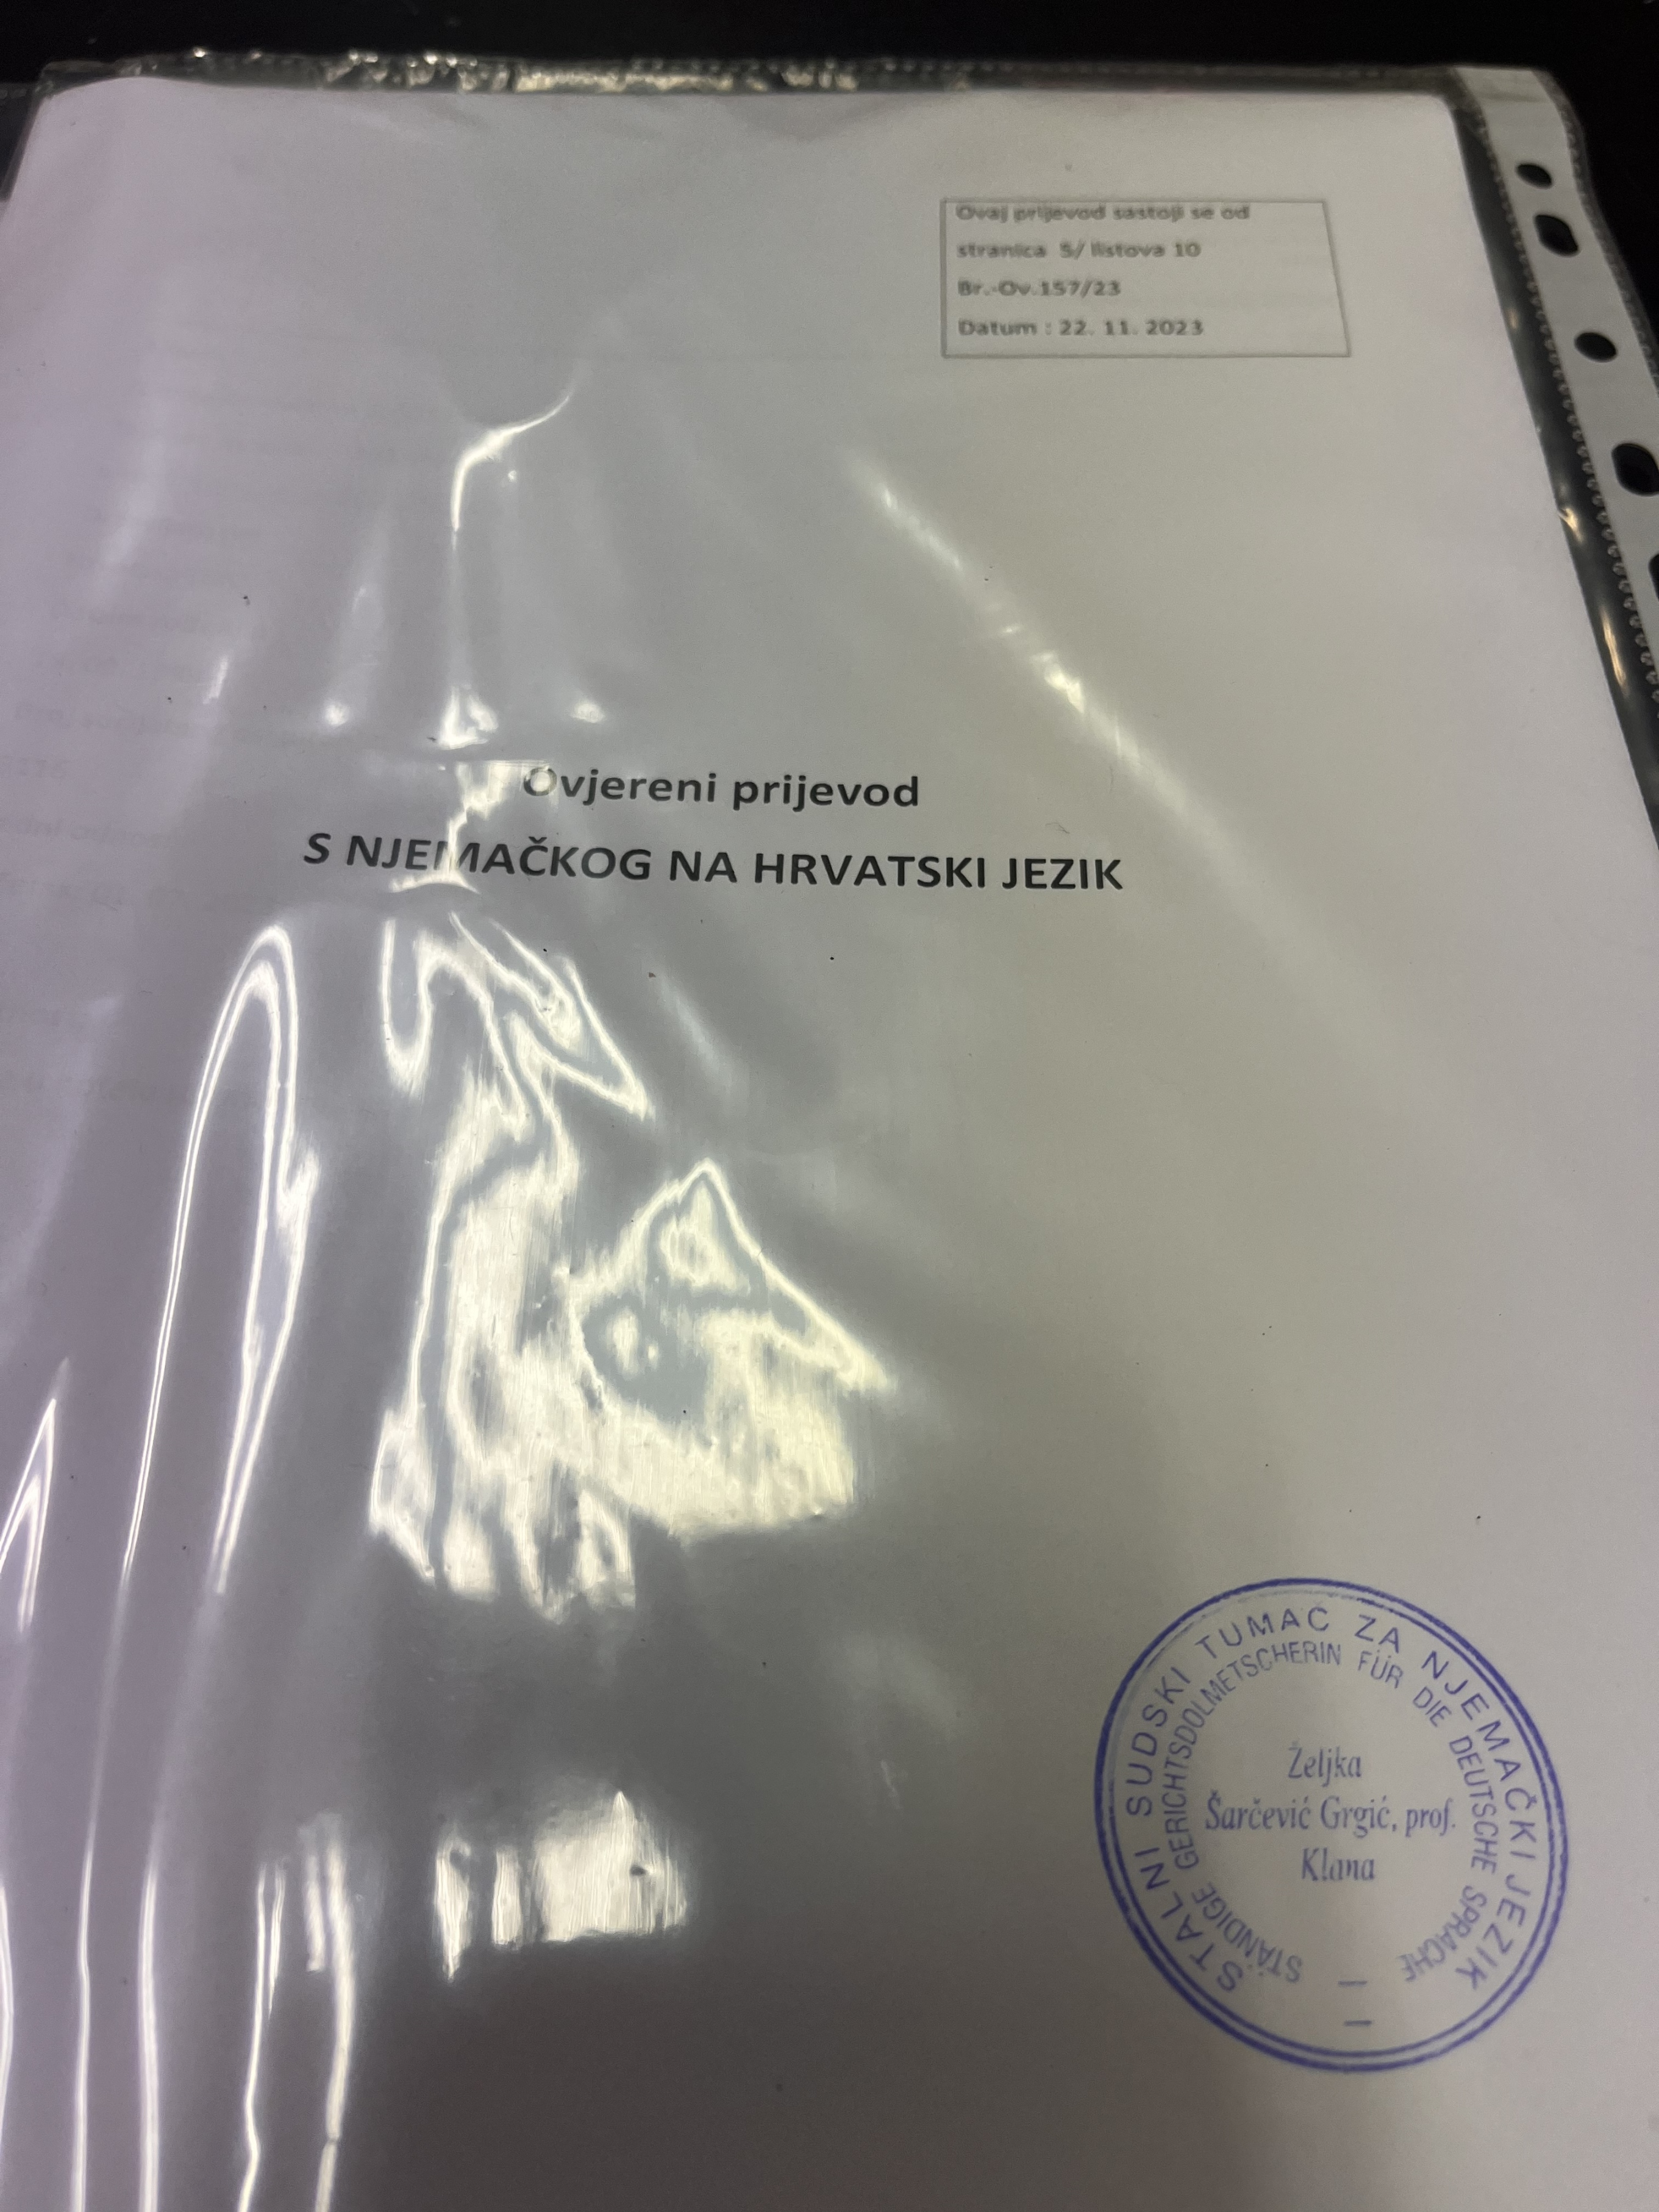 Ovaj prijevod sastoji se od
stranica 5/ listova 10
Br.-Ov.157/23
Datum : 22. 11. 2023
Ovjereni prijevod
S NJEMAČKOG NA HRVATSKI JEZIK
STALNI SUDSKI TUMAČ ZA NJEMAČKI JEZIK
STÄNDIGE GERICHTSDOLMETSCHERIN FÜR DIE DEUTSCHE SPRACHE
Željka
Šarčević Grgić, prof.
Klana